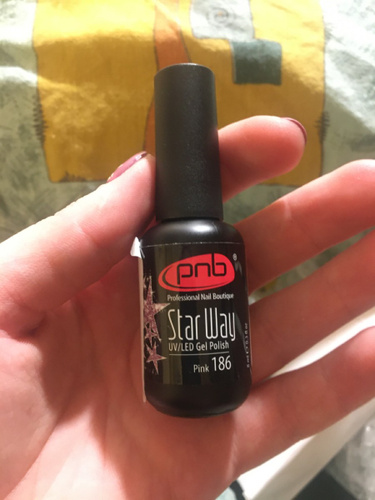 pnb
Professional Nail Boutique
Star Way
UV/LED Gel Polish
Pink 186